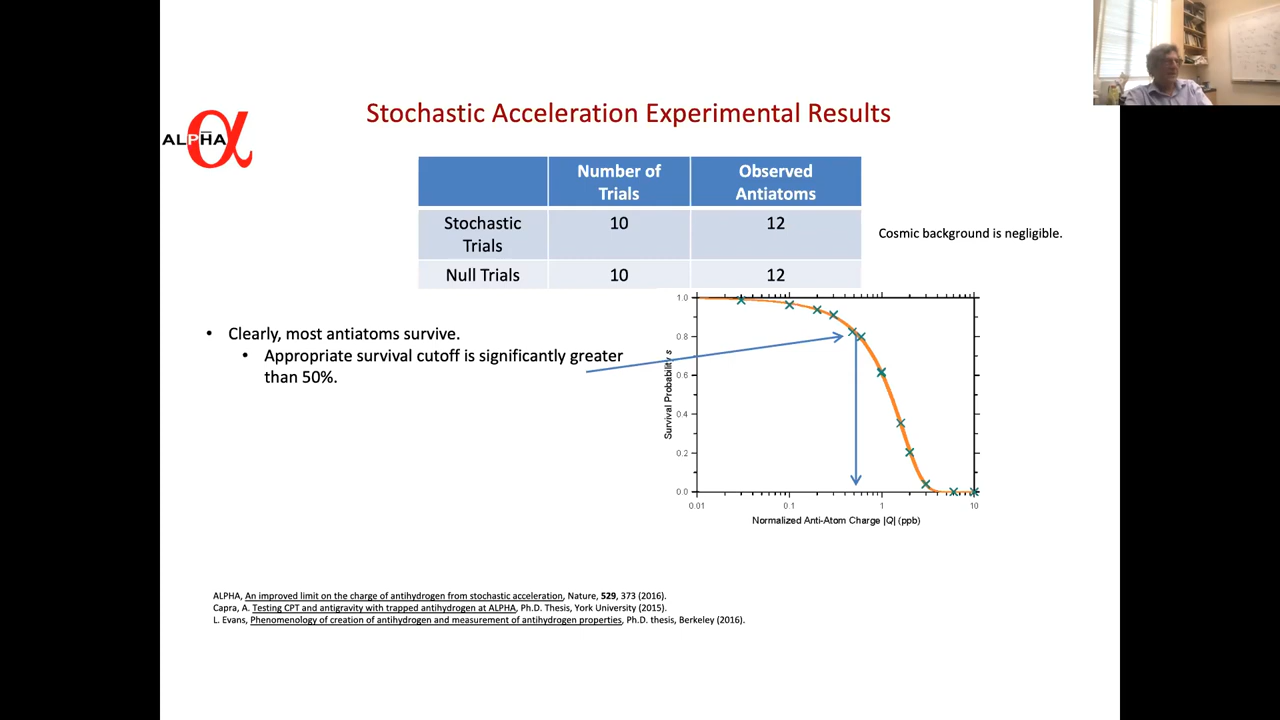 Stochastic Acceleration Experimental Results
ALPHA
α
Number of
Trials
Observed
Antiatoms
Stochastic
Trials
10
12
Null Trials
10
12
Cosmic background is negligible.
• Clearly, most antiatoms survive.
• Appropriate survival cutoff is significantly greater
than 50%.
Survival Probability s
1.0
0.8
0.6
0.4
0.2
0.0
0.01
0.1
1
10
Normalized Anti-Atom Charge |Q| (ppb)
ALPHA, An improved limit on the charge of antihydrogen from stochastic acceleration, Nature, 529, 373 (2016).
Capra, A. Testing CPT and antigravity with trapped antihydrogen at ALPHA, Ph.D. Thesis, York University (2015).
L. Evans, Phenomenology of creation of antihydrogen and measurement of antihydrogen properties, Ph.D. thesis, Berkeley (2016).